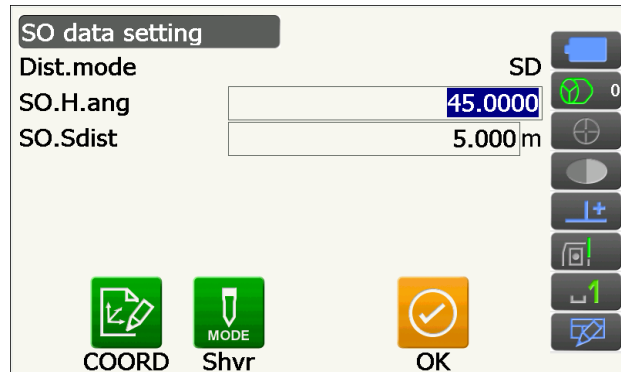 SO data setting
Dist.mode SD
SO.H.ang 45.0000 0
SO.Sdist 5.000 m
1
MODE
COORD Shvr OK